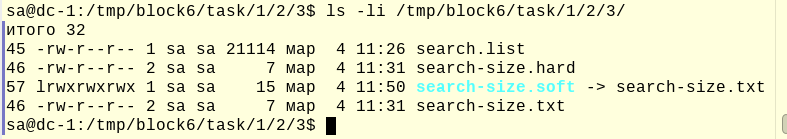 sa@dc-1:/tmp/block6/task/1/2/3$ ls -li /tmp/block6/task/1/2/3/
итого 32
45 -rw-r--r-- 1 sa sa 21114 мар  4 11:26 search.list
46 -rw-r--r-- 2 sa sa     7 мар  4 11:31 search-size.hard
57 lrwxrwxrwx 1 sa sa    15 мар  4 11:50 search-size.soft -> search-size.txt
46 -rw-r--r-- 2 sa sa     7 мар  4 11:31 search-size.txt
sa@dc-1:/tmp/block6/task/1/2/3$